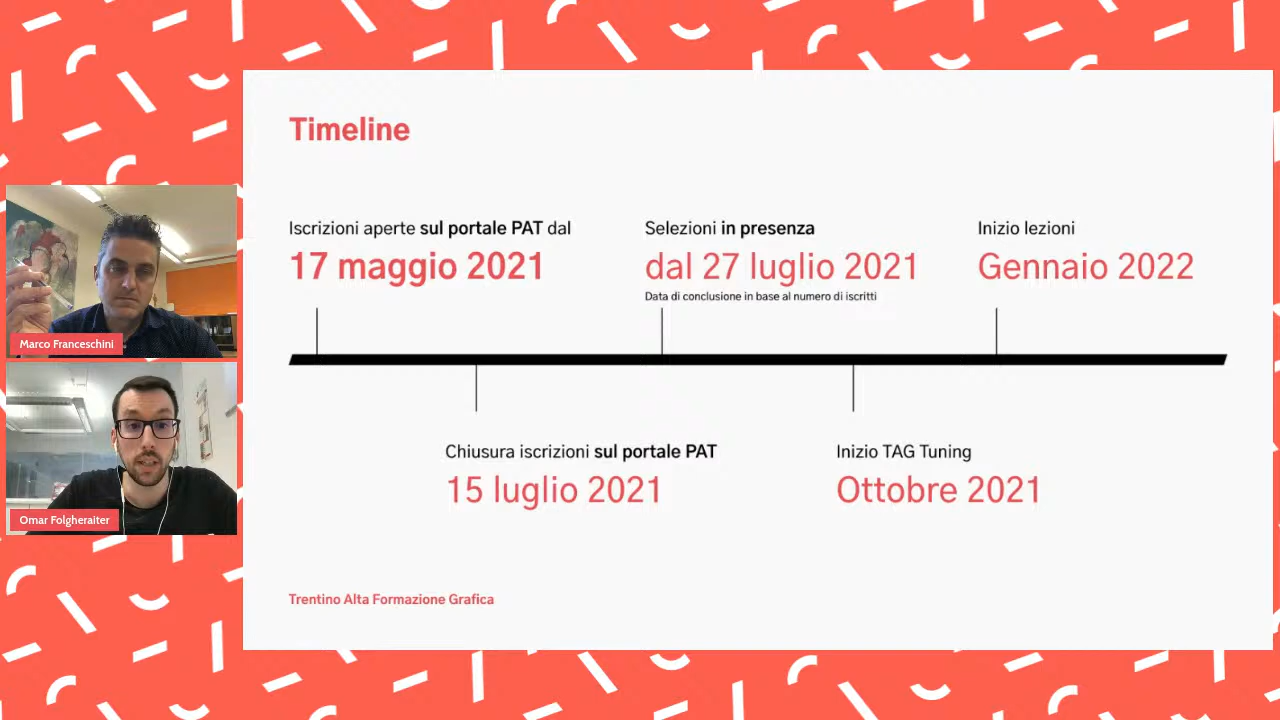 Timeline
Iscrizioni aperte sul portale PAT dal
17 maggio 2021
Selezioni in presenza
dal 27 luglio 2021
Data di conclusione in base al numero di iscritti
Inizio lezioni
Gennaio 2022
Chiusura iscrizioni sul portale PAT
15 luglio 2021
Inizio TAG Tuning
Ottobre 2021
Trentino Alta Formazione Grafica
Marco Franceschini
Omar Folgheraiter